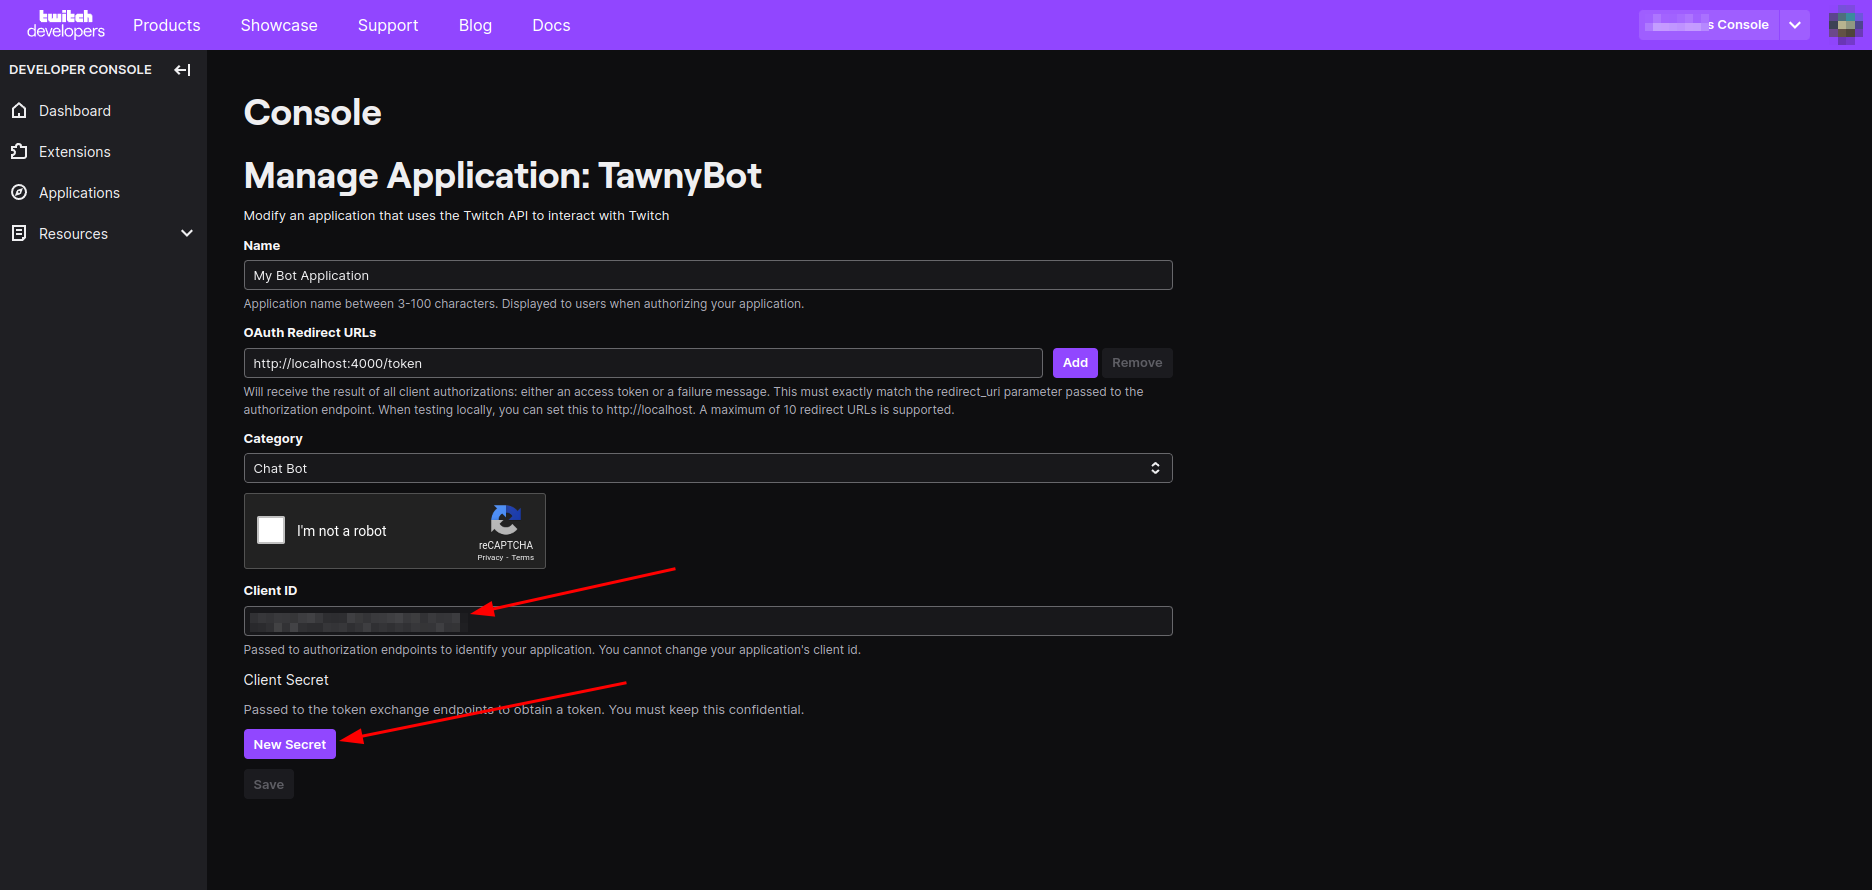 twitch
developers
Products
Showcase
Support
Blog
Docs
s Console
DEVELOPER CONSOLE
Dashboard
Extensions
Applications
Resources
Console
Manage Application: TawnyBot
Modify an application that uses the Twitch API to interact with Twitch
Name
My Bot Application
Application name between 3-100 characters. Displayed to users when authorizing your application.
OAuth Redirect URLs
http://localhost:4000/token
Add
Remove
Will receive the result of all client authorizations: either an access token or a failure message. This must exactly match the redirect_uri parameter passed to the
authorization endpoint. When testing locally, you can set this to http://localhost. A maximum of 10 redirect URLs is supported.
Category
Chat Bot
I'm not a robot
reCAPTCHA
Privacy - Terms
Client ID
Passed to authorization endpoints to identify your application. You cannot change your application's client id.
Client Secret
Passed to the token exchange endpoints to obtain a token. You must keep this confidential.
New Secret
Save